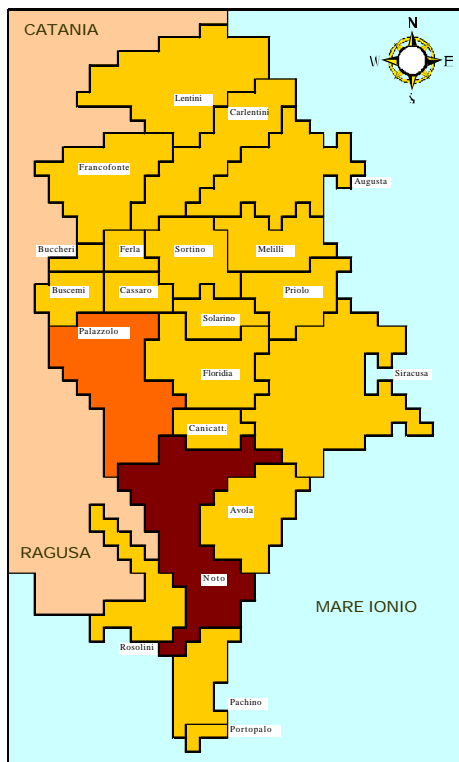 CATANIA
N
W
E
S
Lentini
Carlentini
Francofonte
Augusta
Buccheri
Ferla
Sortino
Melilli
Buscemi
Cassaro
Priolo
Solarino
Palazzolo
Floridia
Siracusa
Canicatt.
Avola
RAGUSA
Noto
MARE IONIO
Rosolini
Pachino
Portopalo